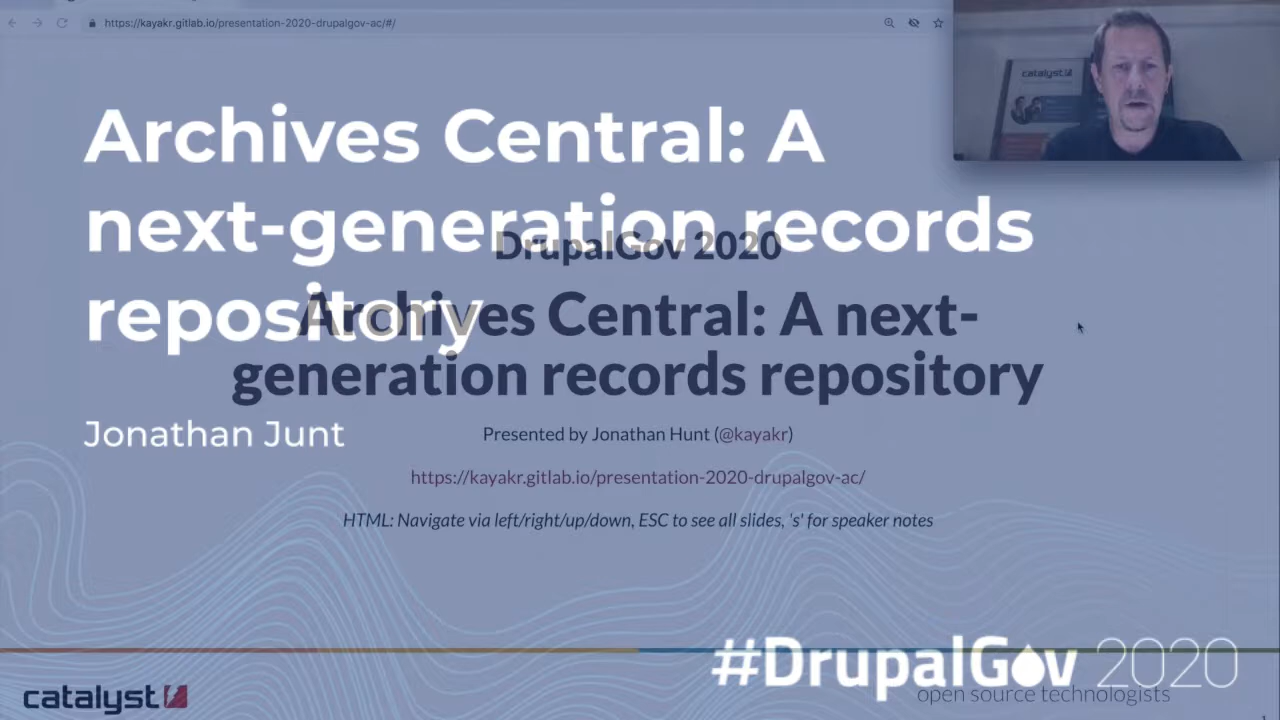 https://kayakr.gitlab.io/presentation-2020-drupalgov-ac/#/
catalyst
Archives Central: A
next-generation records
repository
Jonathan Junt
DrupalGov 2020
Archives Central: A next-
generation records repository
Presented by Jonathan Hunt (@kayakr)
https://kayakr.gitlab.io/presentation-2020-drupalgov-ac/
HTML: Navigate via left/right/up/down, ESC to see all slides, 's' for speaker notes
#DrupalGov 2020
catalyst
open source technologists